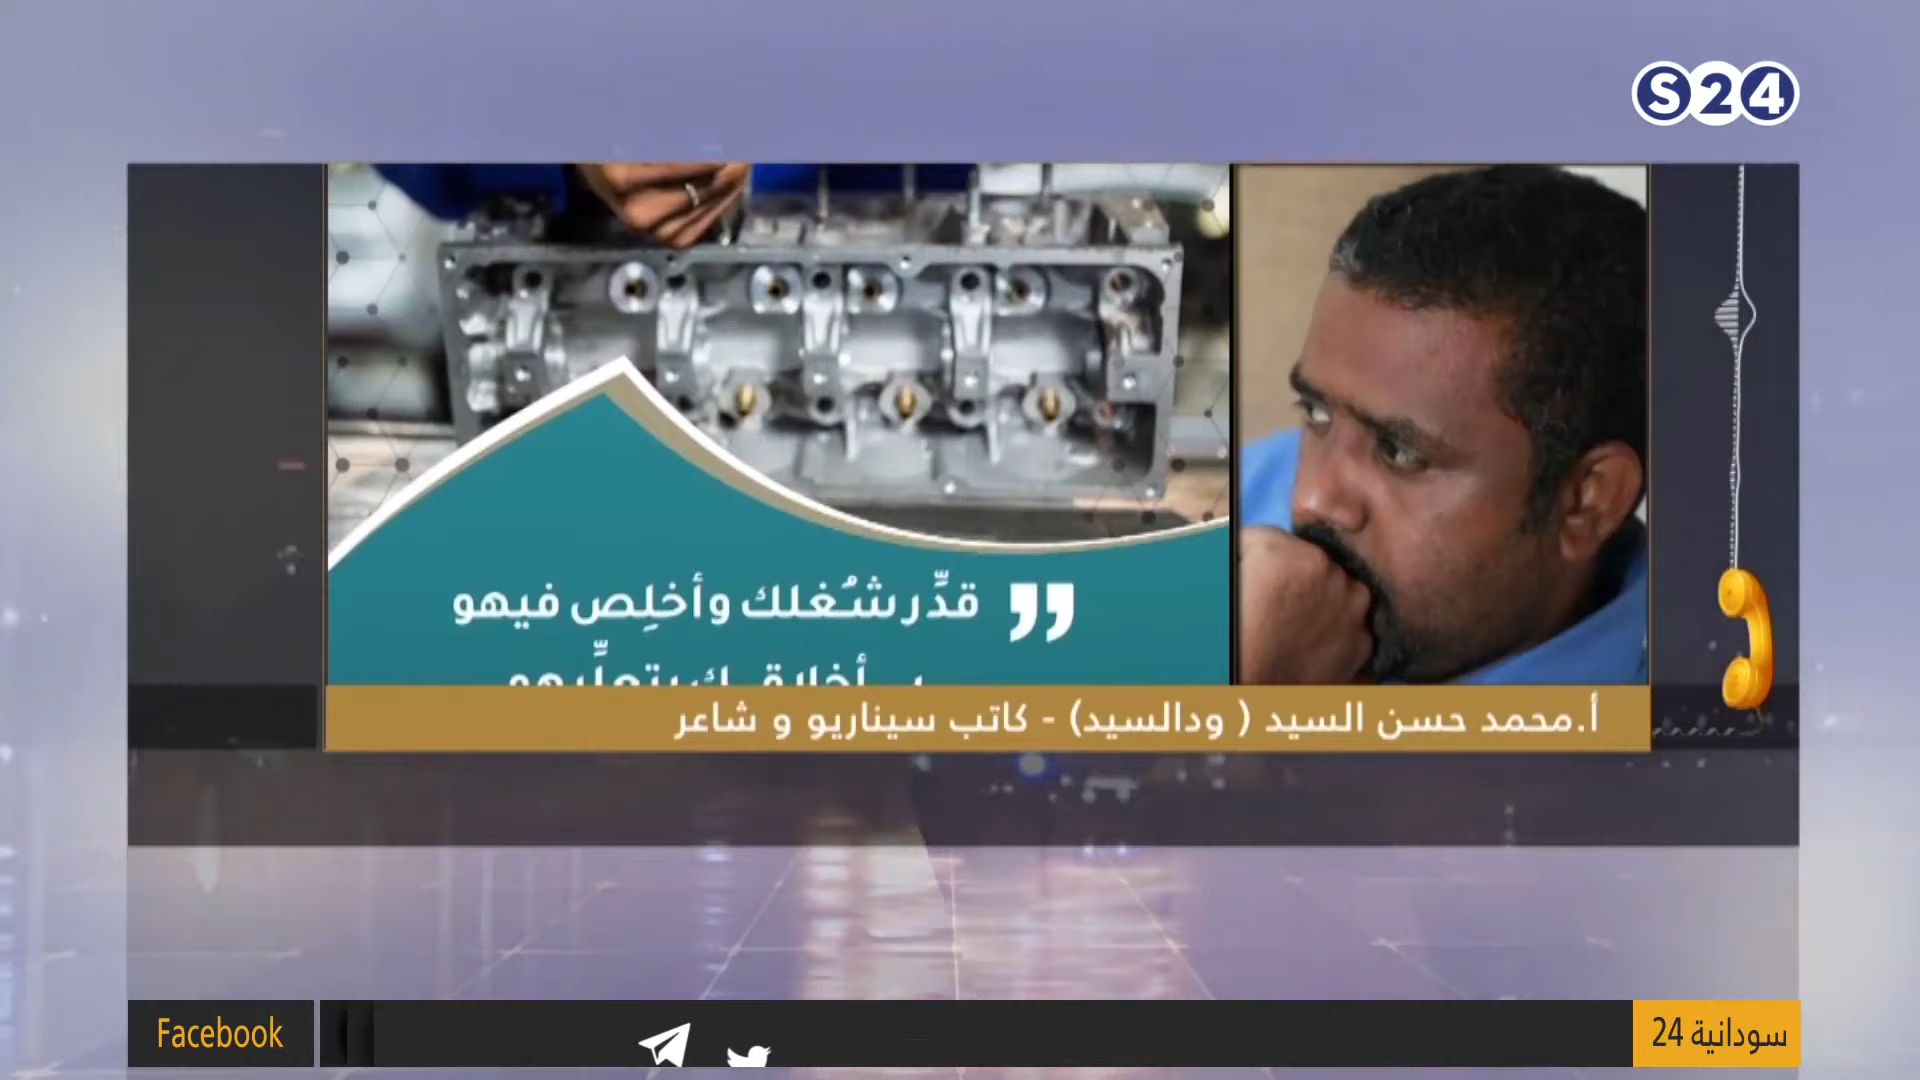 S24
قدِّر شُغلك وأخلِص فيهو
أ.محمد حسن السيد ( ودالسيد) - كاتب سيناريو و شاعر
Facebook
سودانية 24